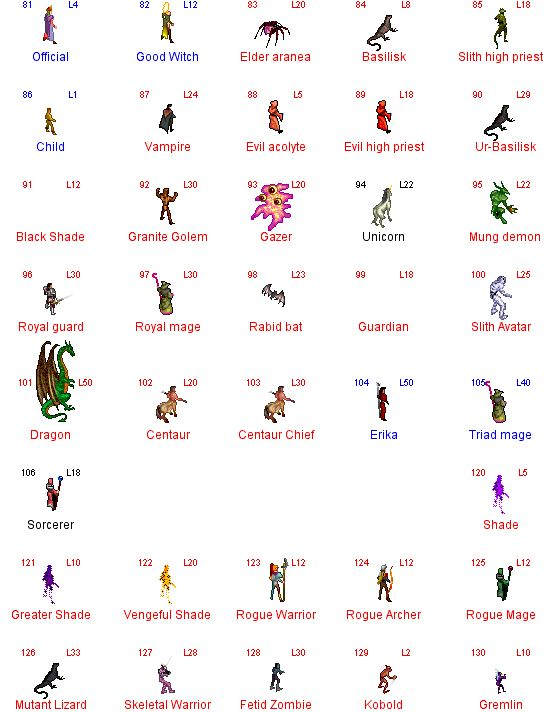 81 L4 82 L12 83 L20 84 L8 85 L18
Official Good Witch Elder aranea Basilisk Slith high priest
86 L1 87 L24 88 L5 89 L18 90 L29
Child Vampire Evil acolyte Evil high priest Ur-Basilisk
91 L12 92 L30 93 L20 94 L22 95 L22
Black Shade Granite Golem Gazer Unicorn Mung demon
96 L30 97 L30 98 L23 99 L18 100 L25
Royal guard Royal mage Rabid bat Guardian Slith Avatar
101 L50 102 L20 103 L30 104 L50 105 L40
Dragon Centaur Centaur Chief Erika Triad mage
106 L18 120 L5
Sorcerer Shade
121 L10 122 L20 123 L12 124 L12 125 L12
Greater Shade Vengeful Shade Rogue Warrior Rogue Archer Rogue Mage
126 L33 127 L28 128 L30 129 L2 130 L10
Mutant Lizard Skeletal Warrior Fetid Zombie Kobold Gremlin